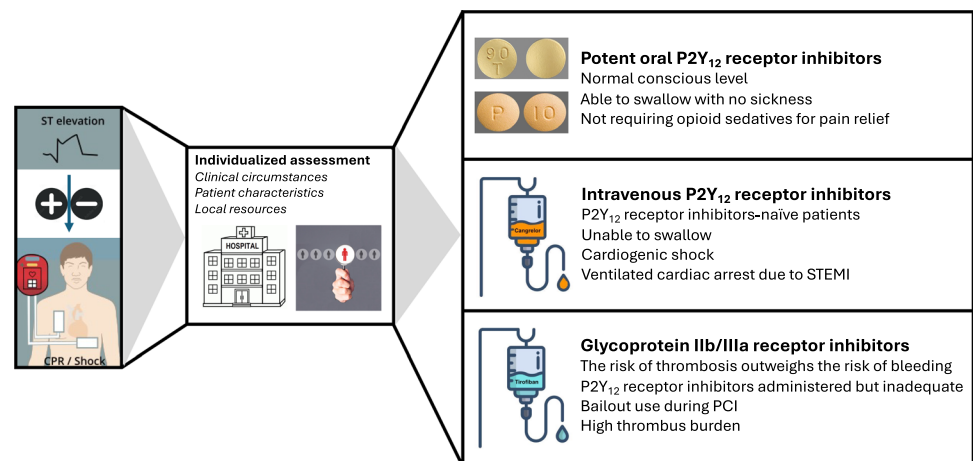 ST elevation
CPR / Shock
Individualized assessment
Clinical circumstances
Patient characteristics
Local resources
HOSPITAL
90
T
P
10
Potent oral P2Y₁₂ receptor inhibitors
Normal conscious level
Able to swallow with no sickness
Not requiring opioid sedatives for pain relief
Cangrelor
Intravenous P2Y₁₂ receptor inhibitors
P2Y₁₂ receptor inhibitors-naïve patients
Unable to swallow
Cardiogenic shock
Ventilated cardiac arrest due to STEMI
Tirofiban
Glycoprotein IIb/IIIa receptor inhibitors
The risk of thrombosis outweighs the risk of bleeding
P2Y₁₂ receptor inhibitors administered but inadequate
Bailout use during PCI
High thrombus burden